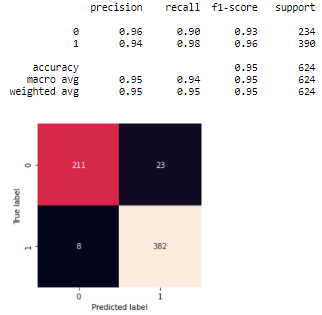 precision recall f1-score support
0 0.96 0.90 0.93 234
1 0.94 0.98 0.96 390
accuracy 0.95 624
macro avg 0.95 0.94 0.95 624
weighted avg 0.95 0.95 0.95 624
0 211 23
True label
1 8 382
0 1
Predicted label